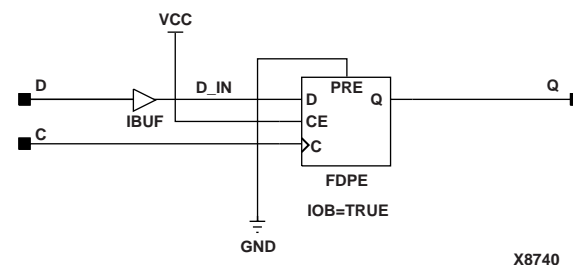 VCC
D
D_IN
PRE
Q
D
Q
IBUF
CE
C
C
FDPE
IOB=TRUE
GND
X8740